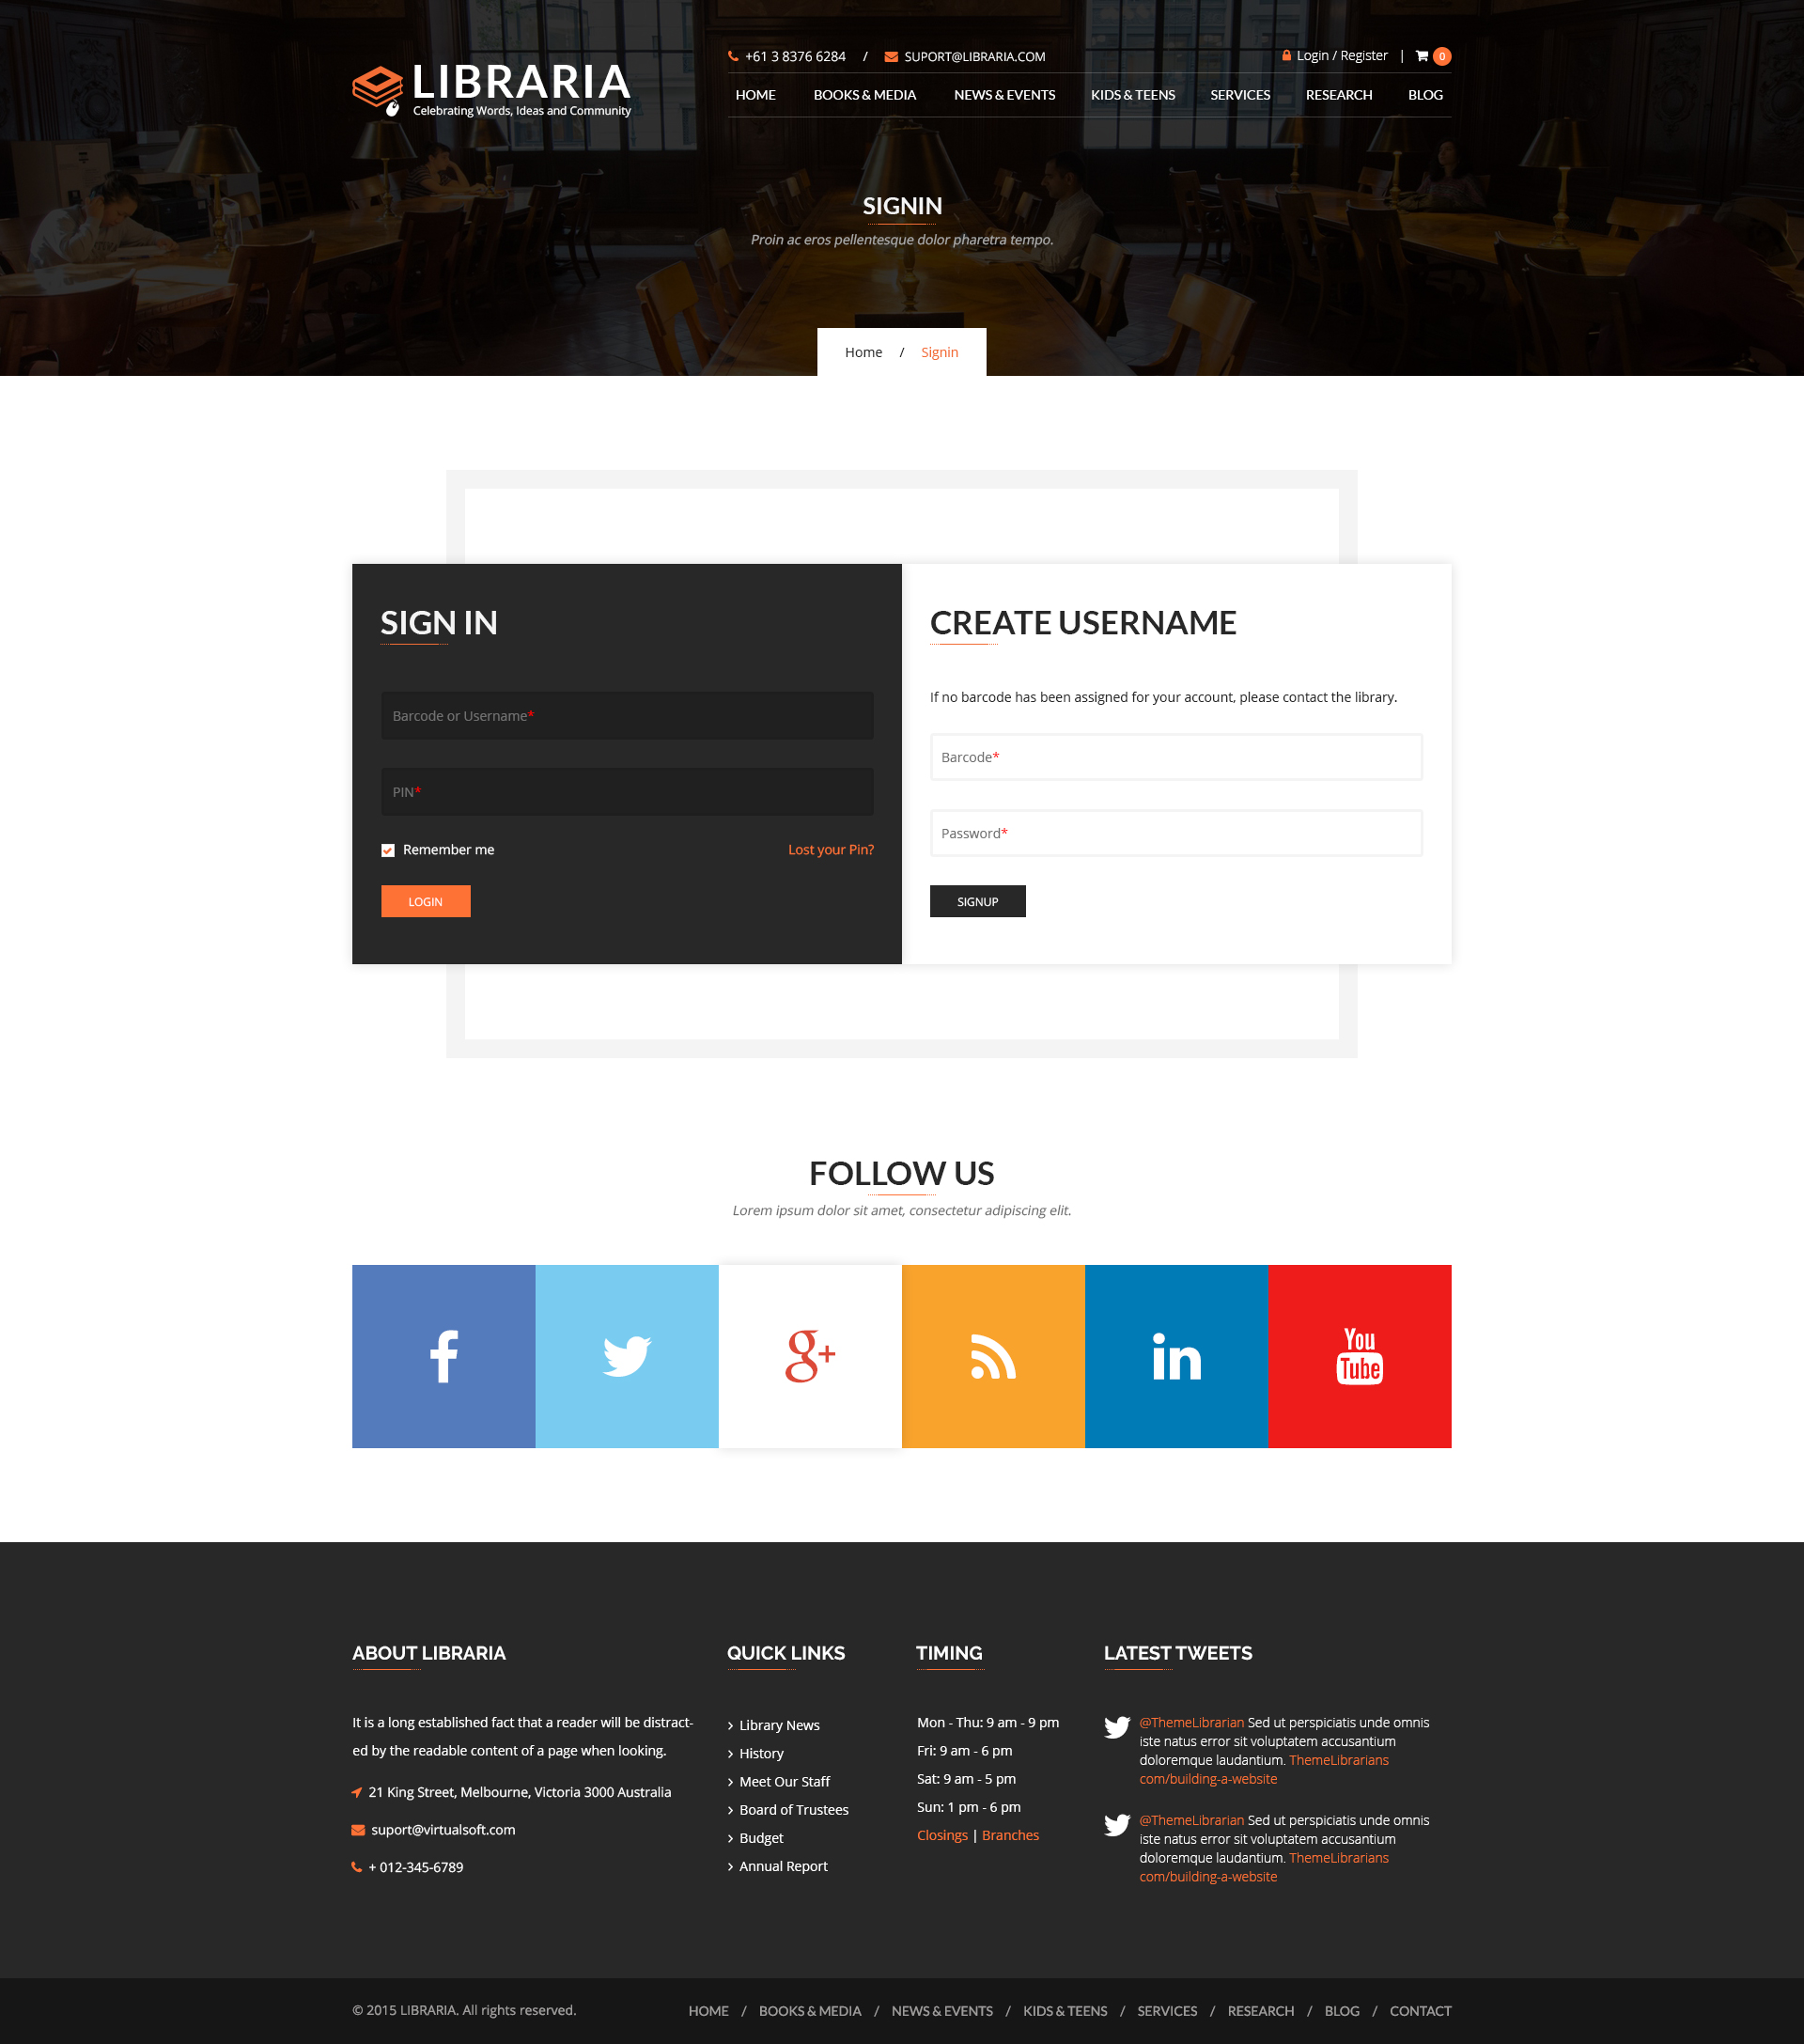 +61 3 8376 6284 / SUPORT@LIBRARIA.COM
Login / Register | 0
LIBRARIA
Celebrating Words, Ideas and Community
HOME BOOKS & MEDIA NEWS & EVENTS KIDS & TEENS SERVICES RESEARCH BLOG
SIGNIN
Proin ac eros pellentesque dolor pharetra tempo.
Home / Signin
SIGN IN
Barcode or Username*
PIN*
Remember me
Lost your Pin?
LOGIN
CREATE USERNAME
If no barcode has been assigned for your account, please contact the library.
Barcode*
Password*
SIGNUP
FOLLOW US
Lorem ipsum dolor sit amet, consectetur adipiscing elit.
f
g+
in
You
Tube
ABOUT LIBRARIA
It is a long established fact that a reader will be distract-
ed by the readable content of a page when looking.
21 King Street, Melbourne, Victoria 3000 Australia
suport@virtualsoft.com
+ 012-345-6789
QUICK LINKS
Library News
History
Meet Our Staff
Board of Trustees
Budget
Annual Report
TIMING
Mon - Thu: 9 am - 9 pm
Fri: 9 am - 6 pm
Sat: 9 am - 5 pm
Sun: 1 pm - 6 pm
Closings | Branches
LATEST TWEETS
@ThemeLibrarian Sed ut perspiciatis unde omnis
iste natus error sit voluptatem accusantium
doloremque laudantium. ThemeLibrarians
com/building-a-website
@ThemeLibrarian Sed ut perspiciatis unde omnis
iste natus error sit voluptatem accusantium
doloremque laudantium. ThemeLibrarians
com/building-a-website
© 2015 LIBRARIA. All rights reserved.
HOME / BOOKS & MEDIA / NEWS & EVENTS / KIDS & TEENS / SERVICES / RESEARCH / BLOG / CONTACT